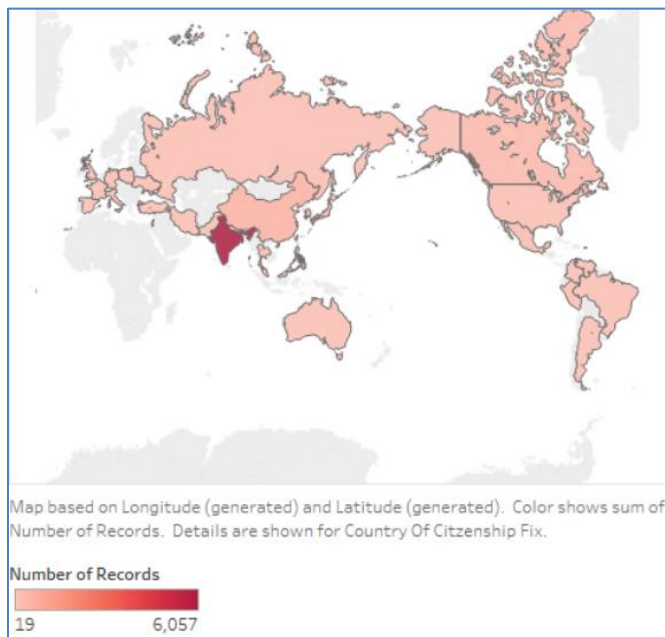 Map based on Longitude (generated) and Latitude (generated). Color shows sum of
Number of Records. Details are shown for Country Of Citzenship Fix.
Number of Records
19 6,057